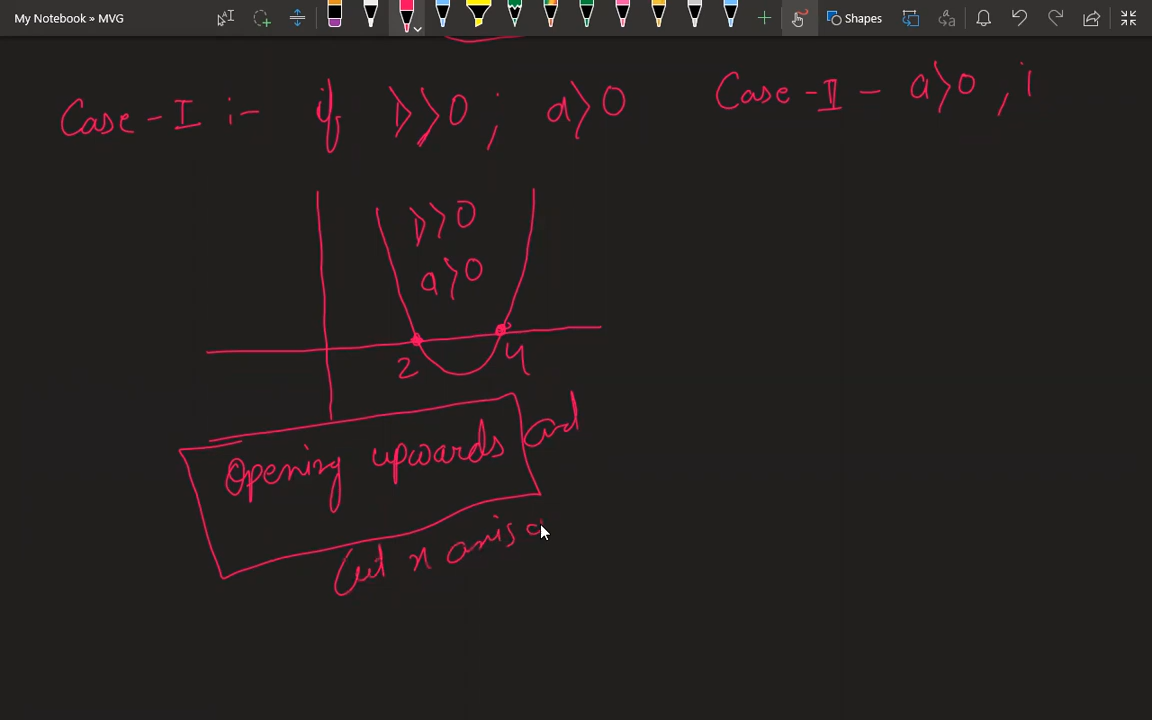 My Notebook » MVG
Shapes
Case-I :- if D>0; a>0
Case-II - a>0, i
D>0
a>0
2 4
Opening upwards and
Cut x axis a